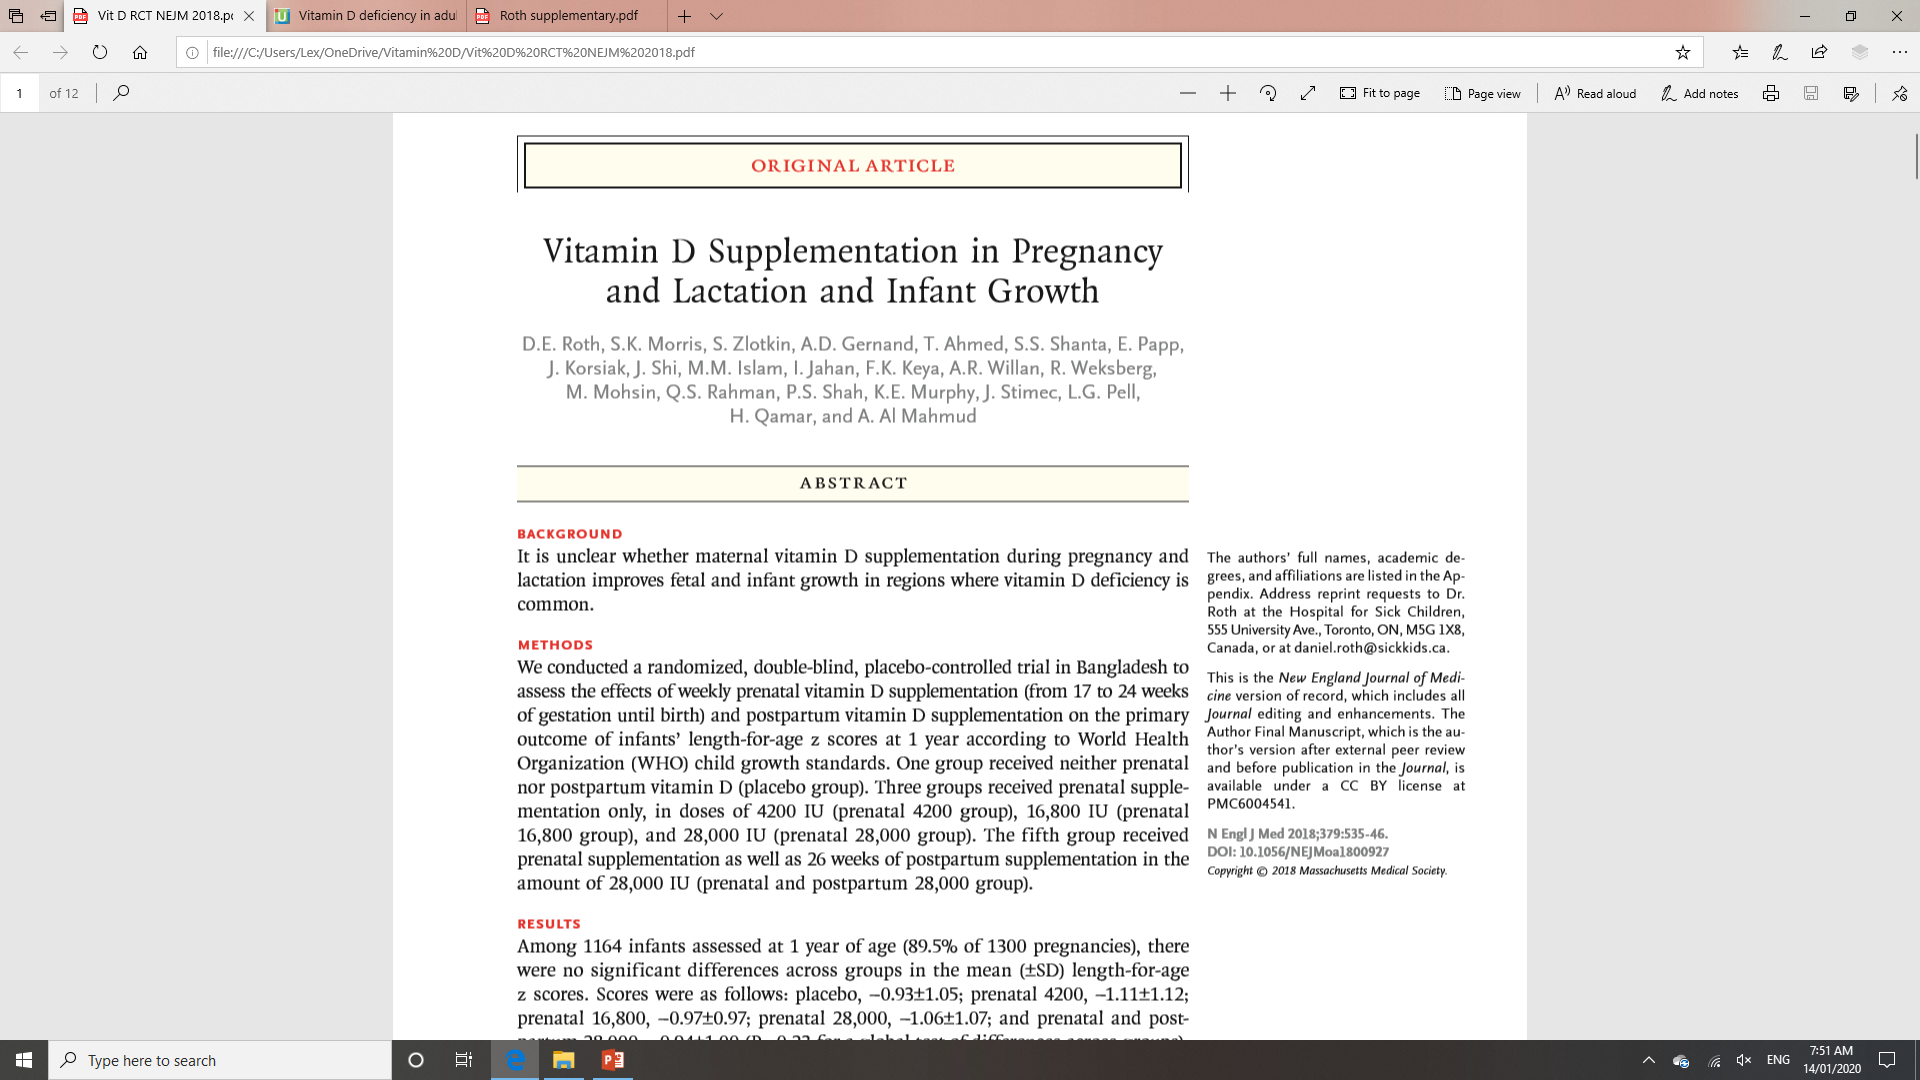 Vit D RCT NEJM 2018.pd
Vitamin D deficiency in adul
Roth supplementary.pdf
file:///C:/Users/Lex/OneDrive/Vitamin%20D/Vit%20D%20RCT%20NEJM%202018.pdf
1 of 12
Fit to page
Page view
Read aloud
Add notes
ORIGINAL ARTICLE
Vitamin D Supplementation in Pregnancy
and Lactation and Infant Growth
D.E. Roth, S.K. Morris, S. Zlotkin, A.D. Gernand, T. Ahmed, S.S. Shanta, E. Papp,
J. Korsiak, J. Shi, M.M. Islam, I. Jahan, F.K. Keya, A.R. Willan, R. Weksberg,
M. Mohsin, Q.S. Rahman, P.S. Shah, K.E. Murphy, J. Stimec, L.G. Pell,
H. Qamar, and A. Al Mahmud
ABSTRACT
BACKGROUND
It is unclear whether maternal vitamin D supplementation during pregnancy and
lactation improves fetal and infant growth in regions where vitamin D deficiency is
common.
METHODS
We conducted a randomized, double-blind, placebo-controlled trial in Bangladesh to
assess the effects of weekly prenatal vitamin D supplementation (from 17 to 24 weeks
of gestation until birth) and postpartum vitamin D supplementation on the primary
outcome of infants’ length-for-age z scores at 1 year according to World Health
Organization (WHO) child growth standards. One group received neither prenatal
nor postpartum vitamin D (placebo group). Three groups received prenatal supple-
mentation only, in doses of 4200 IU (prenatal 4200 group), 16,800 IU (prenatal
16,800 group), and 28,000 IU (prenatal 28,000 group). The fifth group received
prenatal supplementation as well as 26 weeks of postpartum supplementation in the
amount of 28,000 IU (prenatal and postpartum 28,000 group).
RESULTS
Among 1164 infants assessed at 1 year of age (89.5% of 1300 pregnancies), there
were no significant differences across groups in the mean (±SD) length-for-age
z scores. Scores were as follows: placebo, −0.93±1.05; prenatal 4200, −1.11±1.12;
prenatal 16,800, −0.97±0.97; prenatal 28,000, −1.06±1.07; and prenatal and post-
The authors’ full names, academic de-
grees, and affiliations are listed in the Ap-
pendix. Address reprint requests to Dr.
Roth at the Hospital for Sick Children,
555 University Ave., Toronto, ON, M5G 1X8,
Canada, or at daniel.roth@sickkids.ca.
This is the New England Journal of Medi-
cine version of record, which includes all
Journal editing and enhancements. The
Author Final Manuscript, which is the au-
thor’s version after external peer review
and before publication in the Journal, is
available under a CC BY license at
PMC6004541.
N Engl J Med 2018;379:535-46.
DOI: 10.1056/NEJMoa1800927
Copyright © 2018 Massachusetts Medical Society.
Type here to search
ENG
7:51 AM
14/01/2020